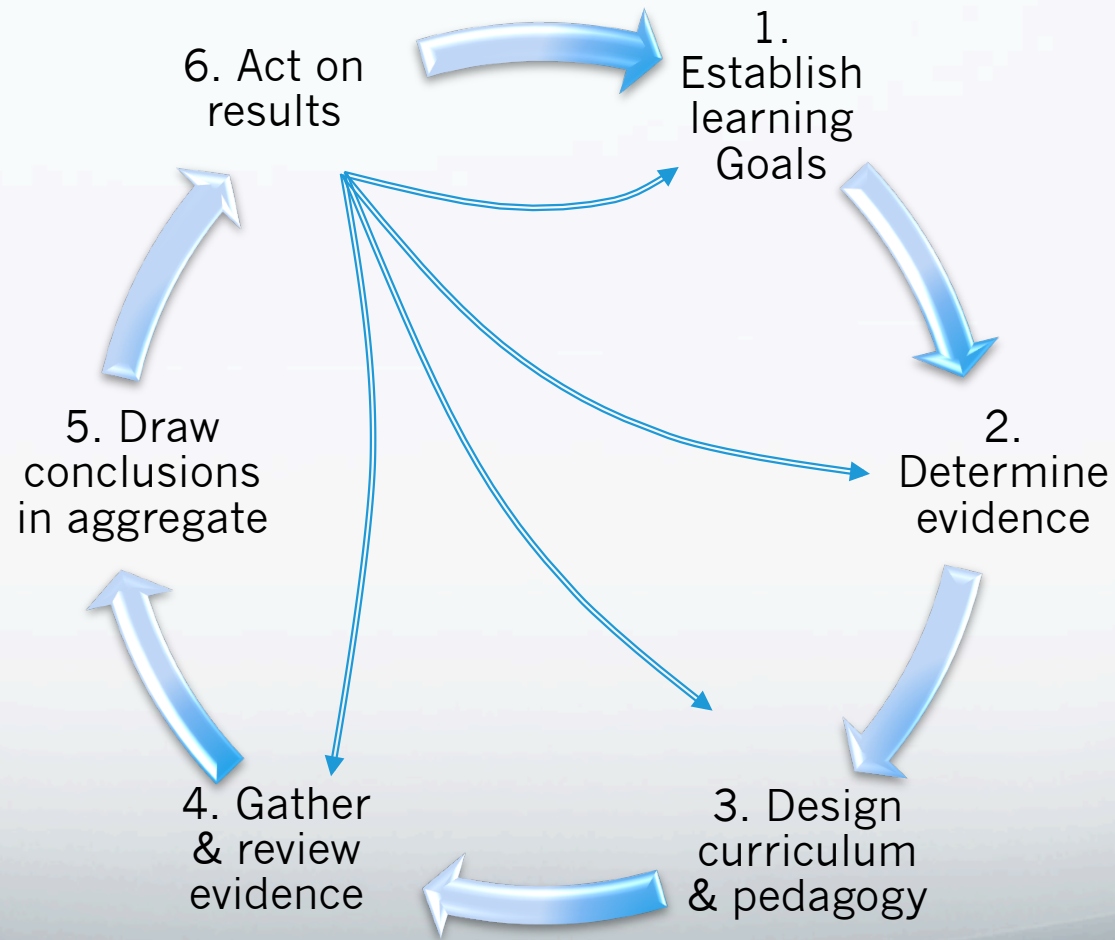 1.
Establish
learning
Goals
2.
Determine
evidence
3. Design
curriculum
& pedagogy
4. Gather
& review
evidence
5. Draw
conclusions
in aggregate
6. Act on
results